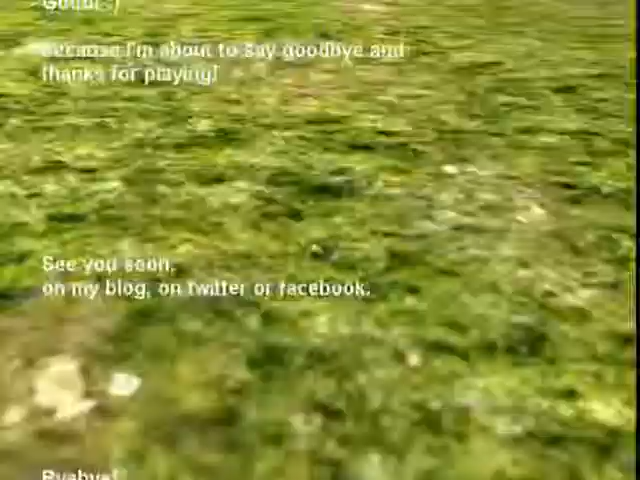 Good! :)
because I'm about to say goodbye and
thanks for playing!
See you soon,
on my blog, on twitter or facebook.
Byebye!